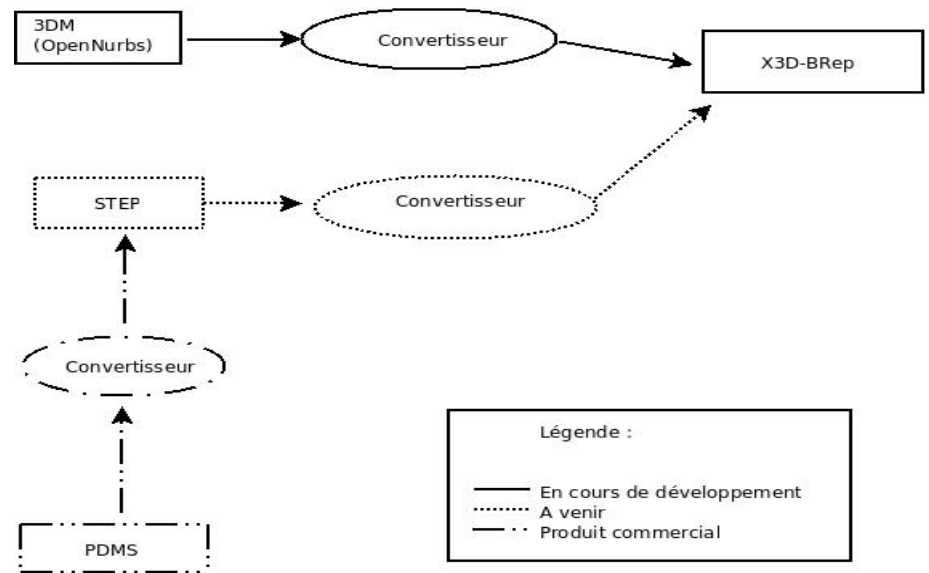 3DM
(OpenNurbs)
Convertisseur
X3D-BRep
STEP
Convertisseur
Convertisseur
PDMS
Légende :
En cours de développement
A venir
Produit commercial